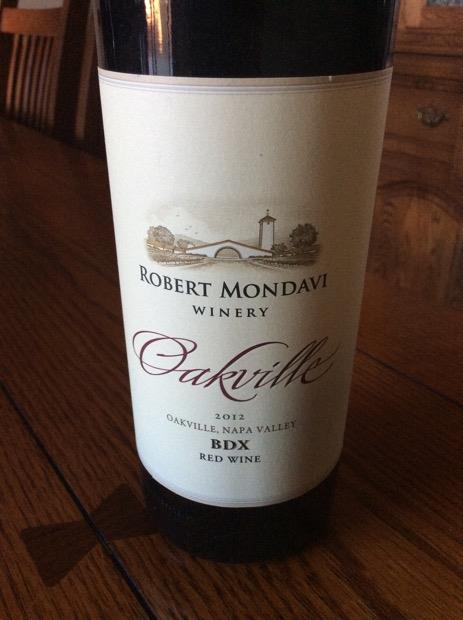 ROBERT MONDAVI
WINERY
Oakville
2012
OAKVILLE, NAPA VALLEY
BDX
RED WINE